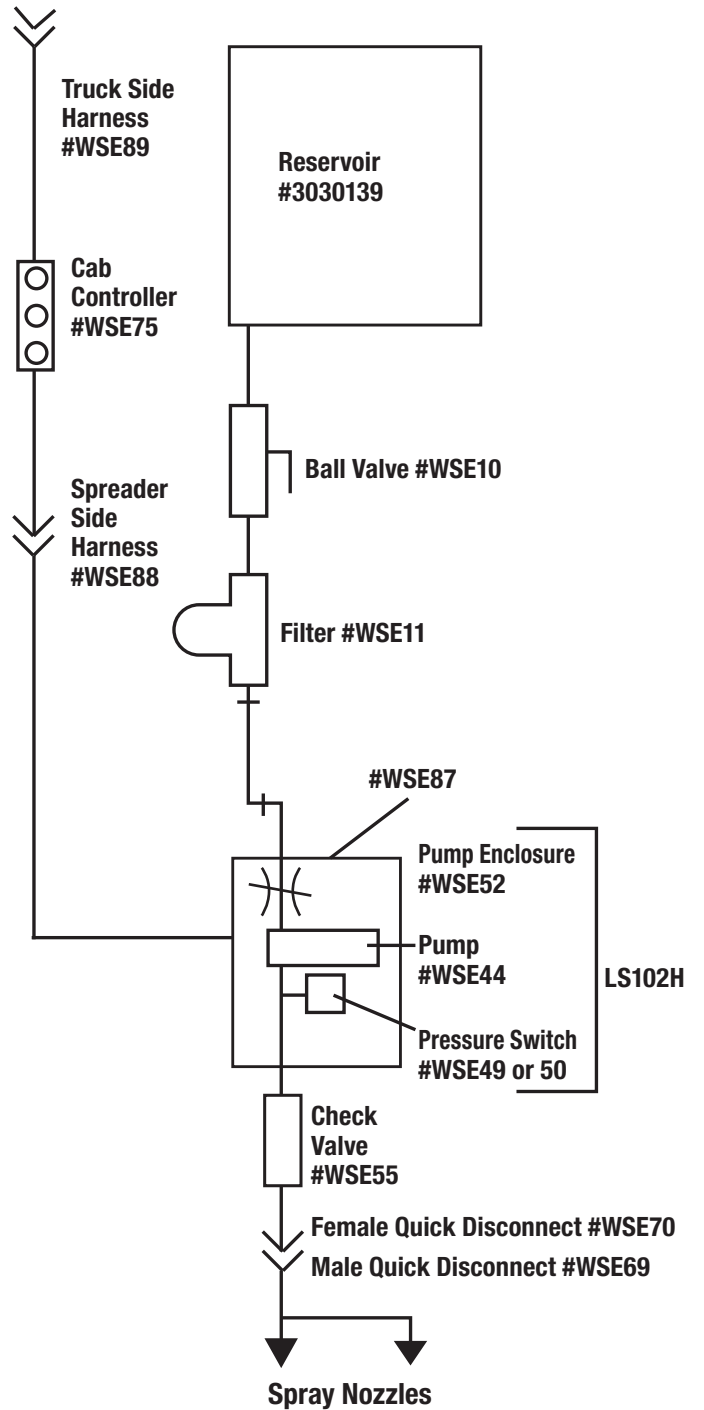 Truck Side
Harness
#WSE89
Reservoir
#3030139
Cab
Controller
#WSE75
Ball Valve #WSE10
Spreader
Side
Harness
#WSE88
Filter #WSE11
#WSE87
Pump Enclosure
#WSE52
Pump
#WSE44
LS102H
Pressure Switch
#WSE49 or 50
Check
Valve
#WSE55
Female Quick Disconnect #WSE70
Male Quick Disconnect #WSE69
Spray Nozzles